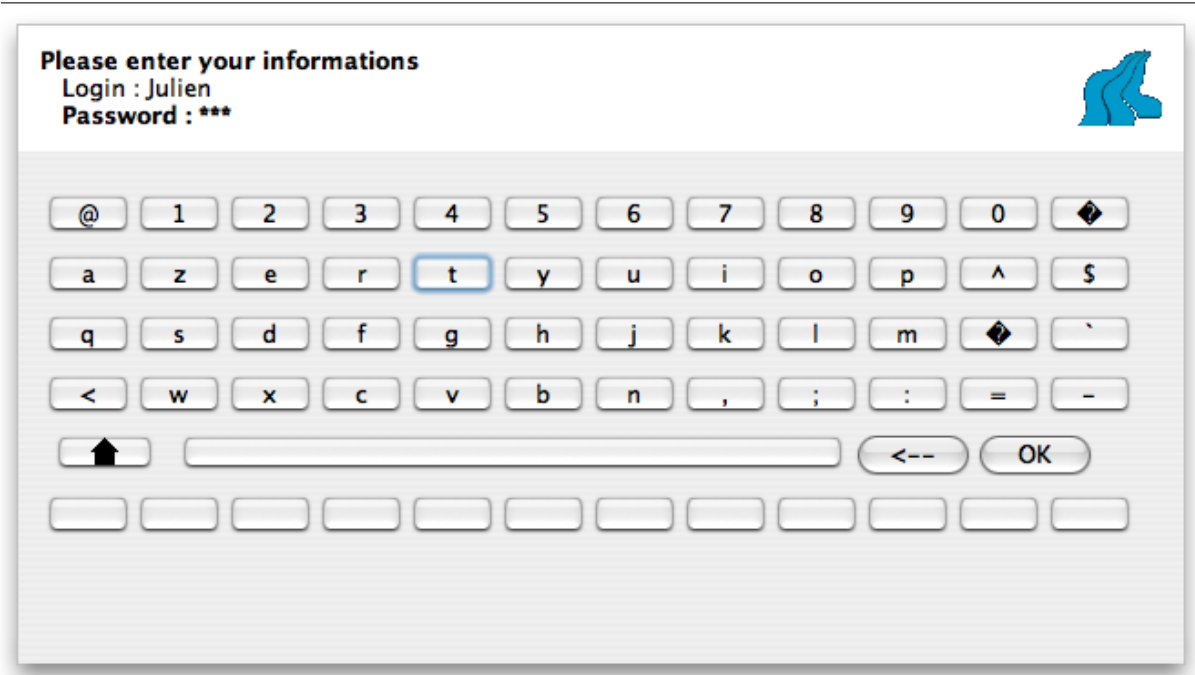 Please enter your informations
Login : Julien
Password : ***
@ 1 2 3 4 5 6 7 8 9 0 �
a z e r t y u i o p ^ $
q s d f g h j k l m � `
< w x c v b n , ; : = -
<-- OK